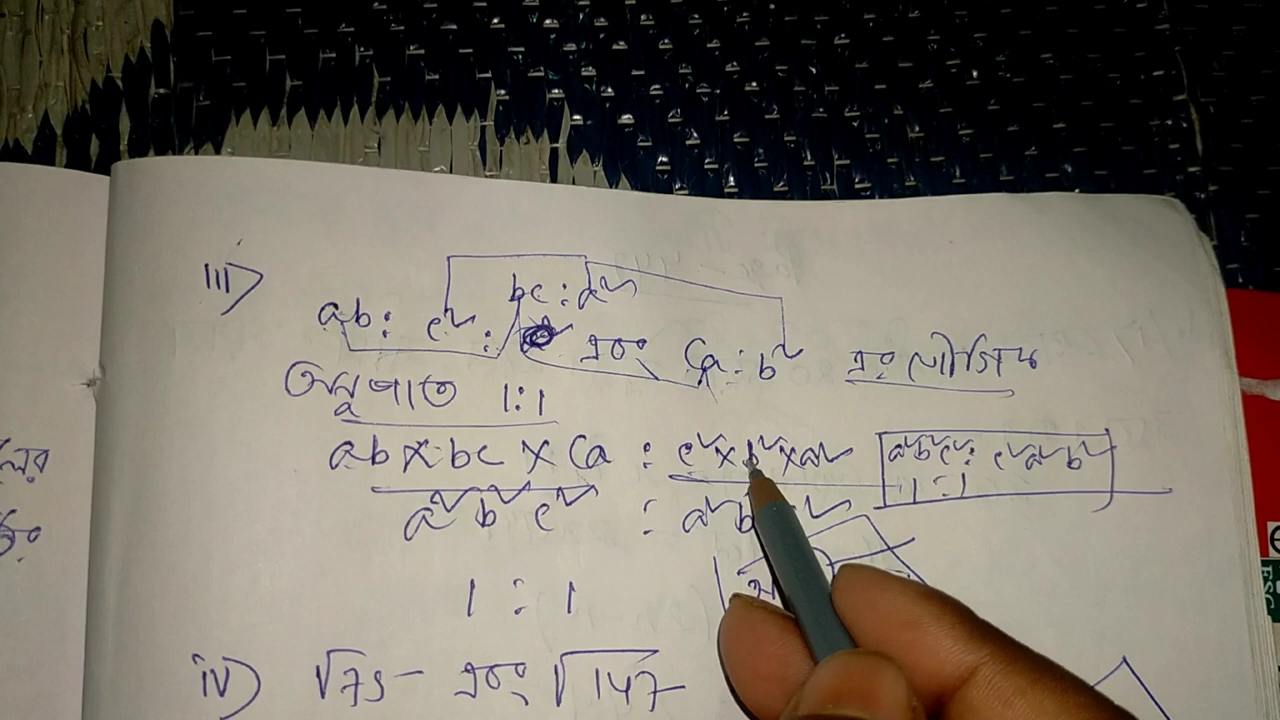 iii)
bc : a²
ab : c² : এবং ca : b² এর যৌগিক
অনুপাত 1:1
ab × bc × ca : c² × b² × a² a²b²c² : c²a²b²
1 : 1
a²b²c² : a²b
1 : 1
iv) √75 এবং √147